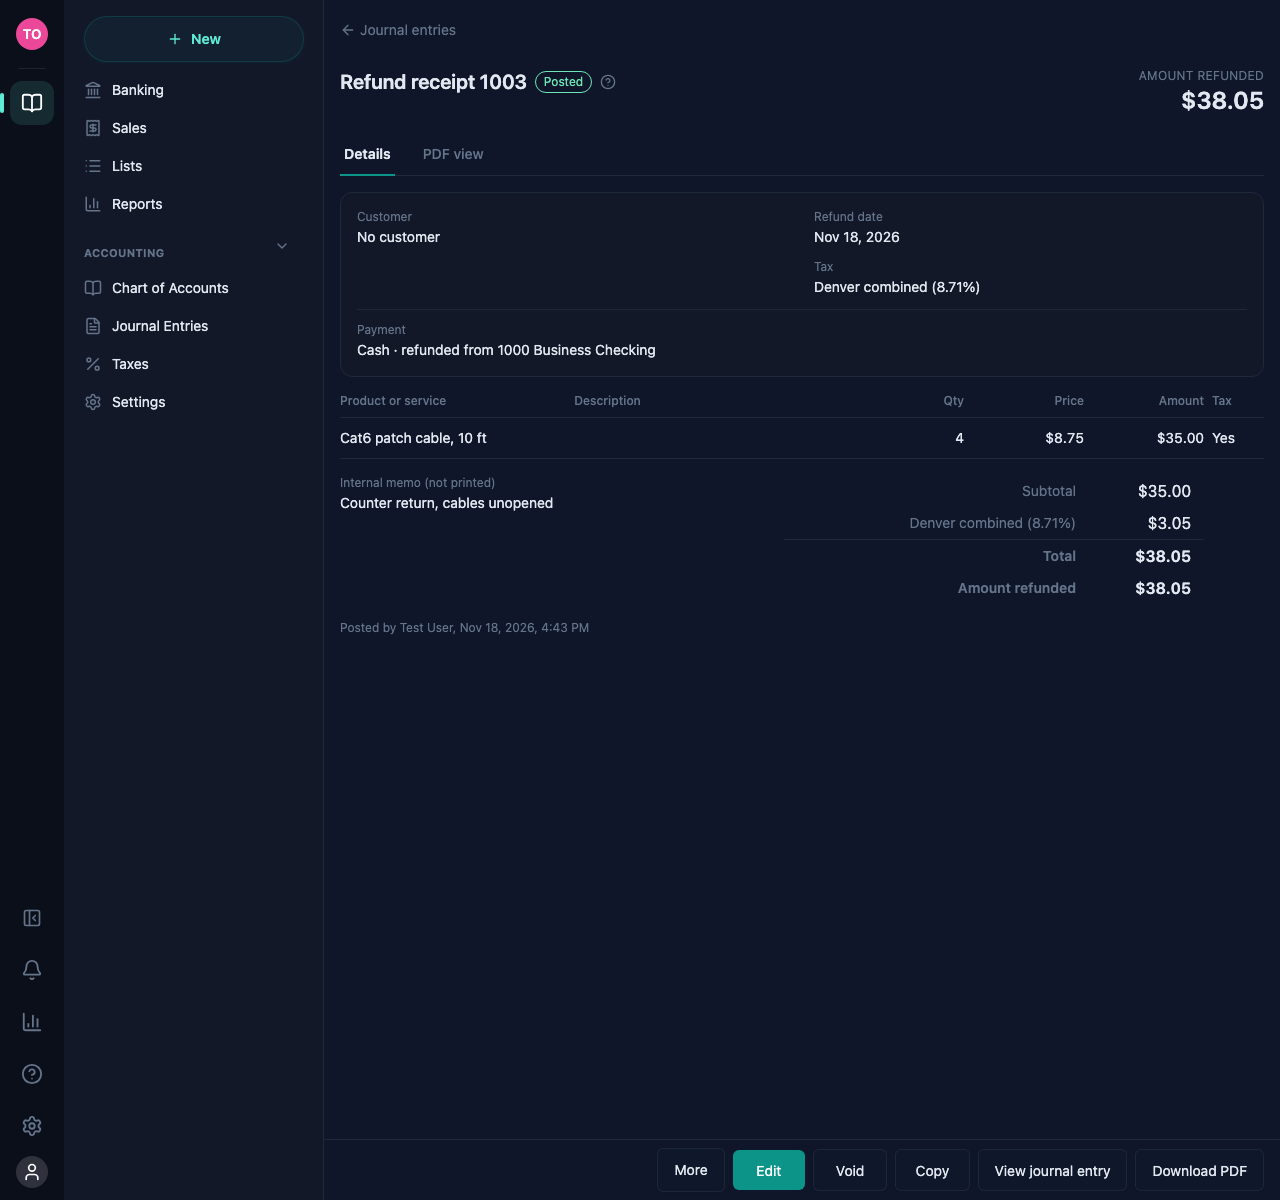 TO
New
Banking
Sales
Lists
Reports
ACCOUNTING
Chart of Accounts
Journal Entries
Taxes
Settings
Journal entries
Refund receipt 1003 Posted
AMOUNT REFUNDED
$38.05
Details PDF view
Customer
No customer
Refund date
Nov 18, 2026
Tax
Denver combined (8.71%)
Payment
Cash · refunded from 1000 Business Checking
Product or service Description Qty Price Amount Tax
Cat6 patch cable, 10 ft 4 $8.75 $35.00 Yes
Internal memo (not printed)
Counter return, cables unopened
Subtotal $35.00
Denver combined (8.71%) $3.05
Total $38.05
Amount refunded $38.05
Posted by Test User, Nov 18, 2026, 4:43 PM
More Edit Void Copy View journal entry Download PDF